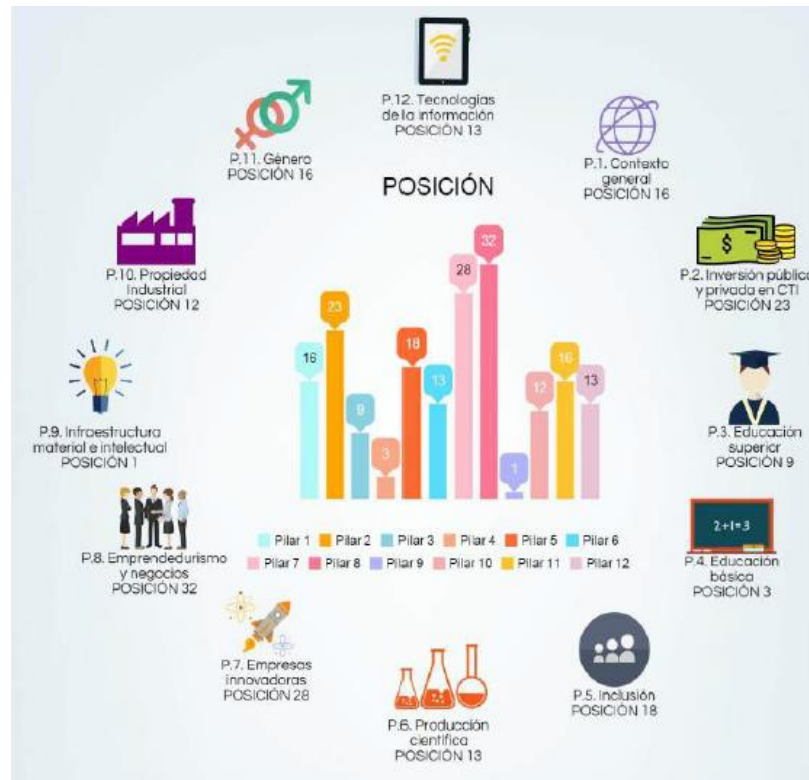 P.12. Tecnologías
de la información
POSICIÓN 13
P.11. Género
POSICIÓN 16
P.1. Contexto
general
POSICIÓN 16
POSICIÓN
P.10. Propiedad
Industrial
POSICIÓN 12
$
P.2. Inversión pública
y privada en CTI
POSICIÓN 23
16
23
9
3
18
13
28
32
1
12
16
13
P.9. Infraestructura
material e intelectual
POSICIÓN 1
P.3. Educación
superior
POSICIÓN 9
Pilar 1 Pilar 2 Pilar 3 Pilar 4 Pilar 5 Pilar 6
Pilar 7 Pilar 8 Pilar 9 Pilar 10 Pilar 11 Pilar 12
P.8. Emprendedurismo
y negocios
POSICIÓN 32
2+1=3
P.4. Educación
básica
POSICIÓN 3
P.7. Empresas
innovadoras
POSICIÓN 28
P.6. Producción
científica
POSICIÓN 13
P.5. Inclusión
POSICIÓN 18